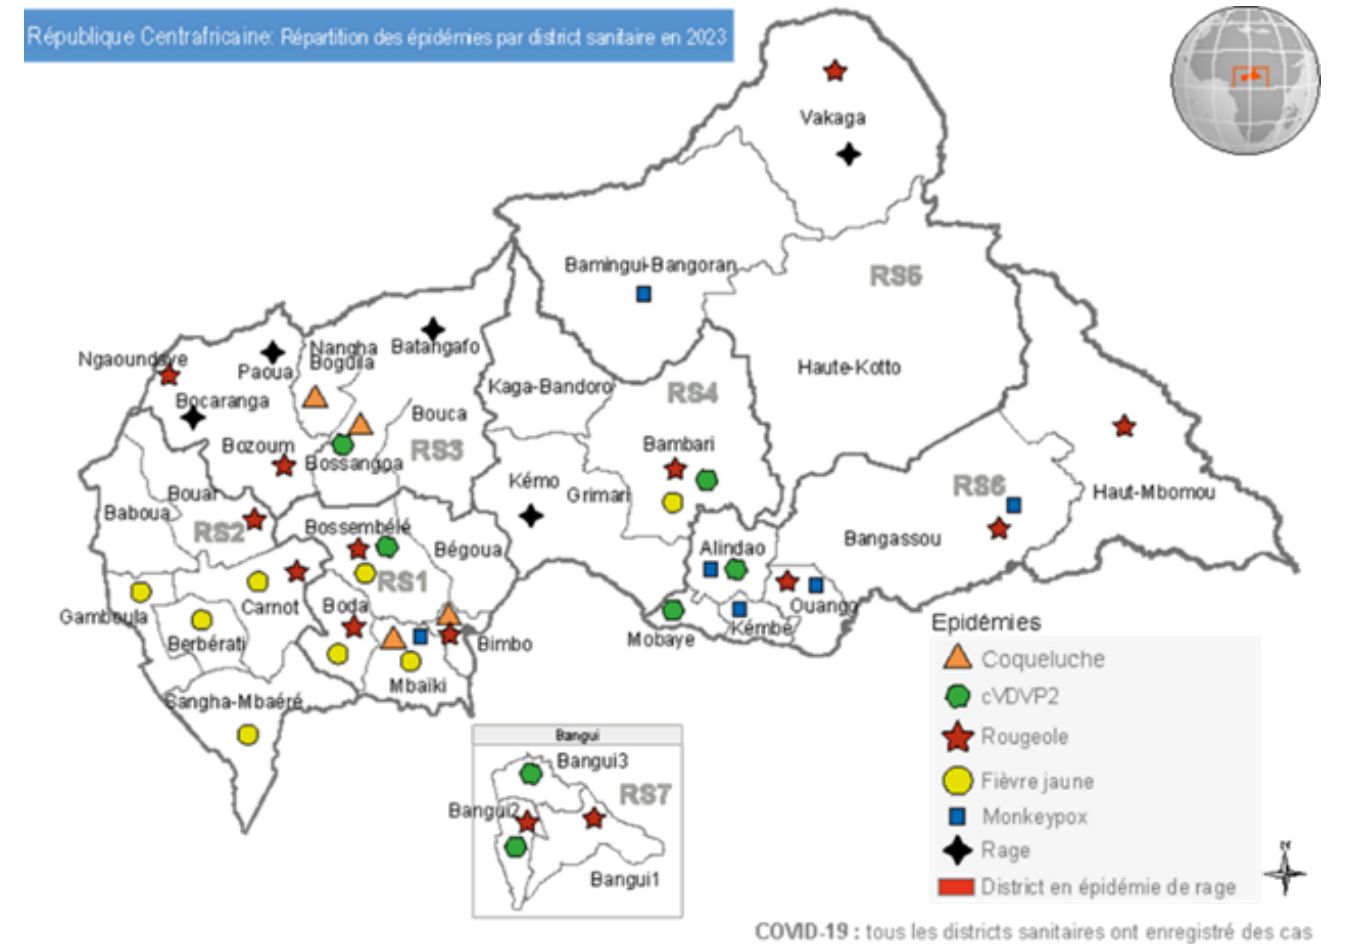 République Centrafricaine: Répartition des épidémies par district sanitaire en 2023
Vakaga
Bamingui-Bangoran
RS5
Ngaoundaye
Nangha
Boguila
Batangafo
Paoua
Haute-Kotto
Kaga-Bandoro
RS4
Bocaranga
Bouca
Bozoum
RS3
Bambari
Bossangoa
Kémo
Grimari
RS6
Haut-Mbomou
Bouar
Baboua
RS2
Bossembélé
Bégoua
Bangassou
Alindao
RS1
Carnot
Boda
Ouango
Gamboula
Berbérati
Bimbo
Mobaye
Kémbé
Mbaïki
Sangha-Mbaéré
Epidémies
Coqueluche
cVDVP2
Rougeole
Fièvre jaune
Monkeypox
Rage
District en épidémie de rage
Bangui
Bangui3
RS7
Bangui2
Bangui1
COVID-19 : tous les districts sanitaires ont enregistré des cas